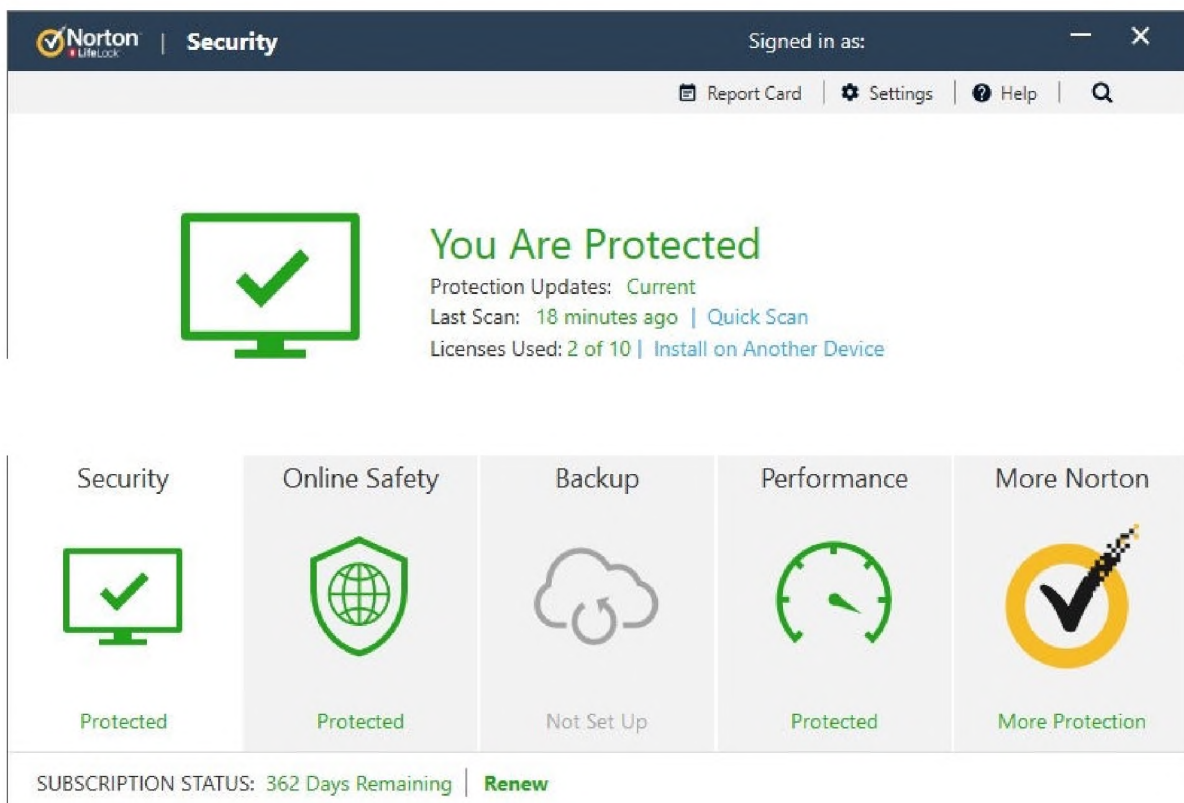 Norton | Security Signed in as:
LifeLock
Report Card | Settings | Help |
You Are Protected
Protection Updates: Current
Last Scan: 18 minutes ago | Quick Scan
Licenses Used: 2 of 10 | Install on Another Device
Security Online Safety Backup Performance More Norton
Protected Protected Not Set Up Protected More Protection
SUBSCRIPTION STATUS: 362 Days Remaining | Renew